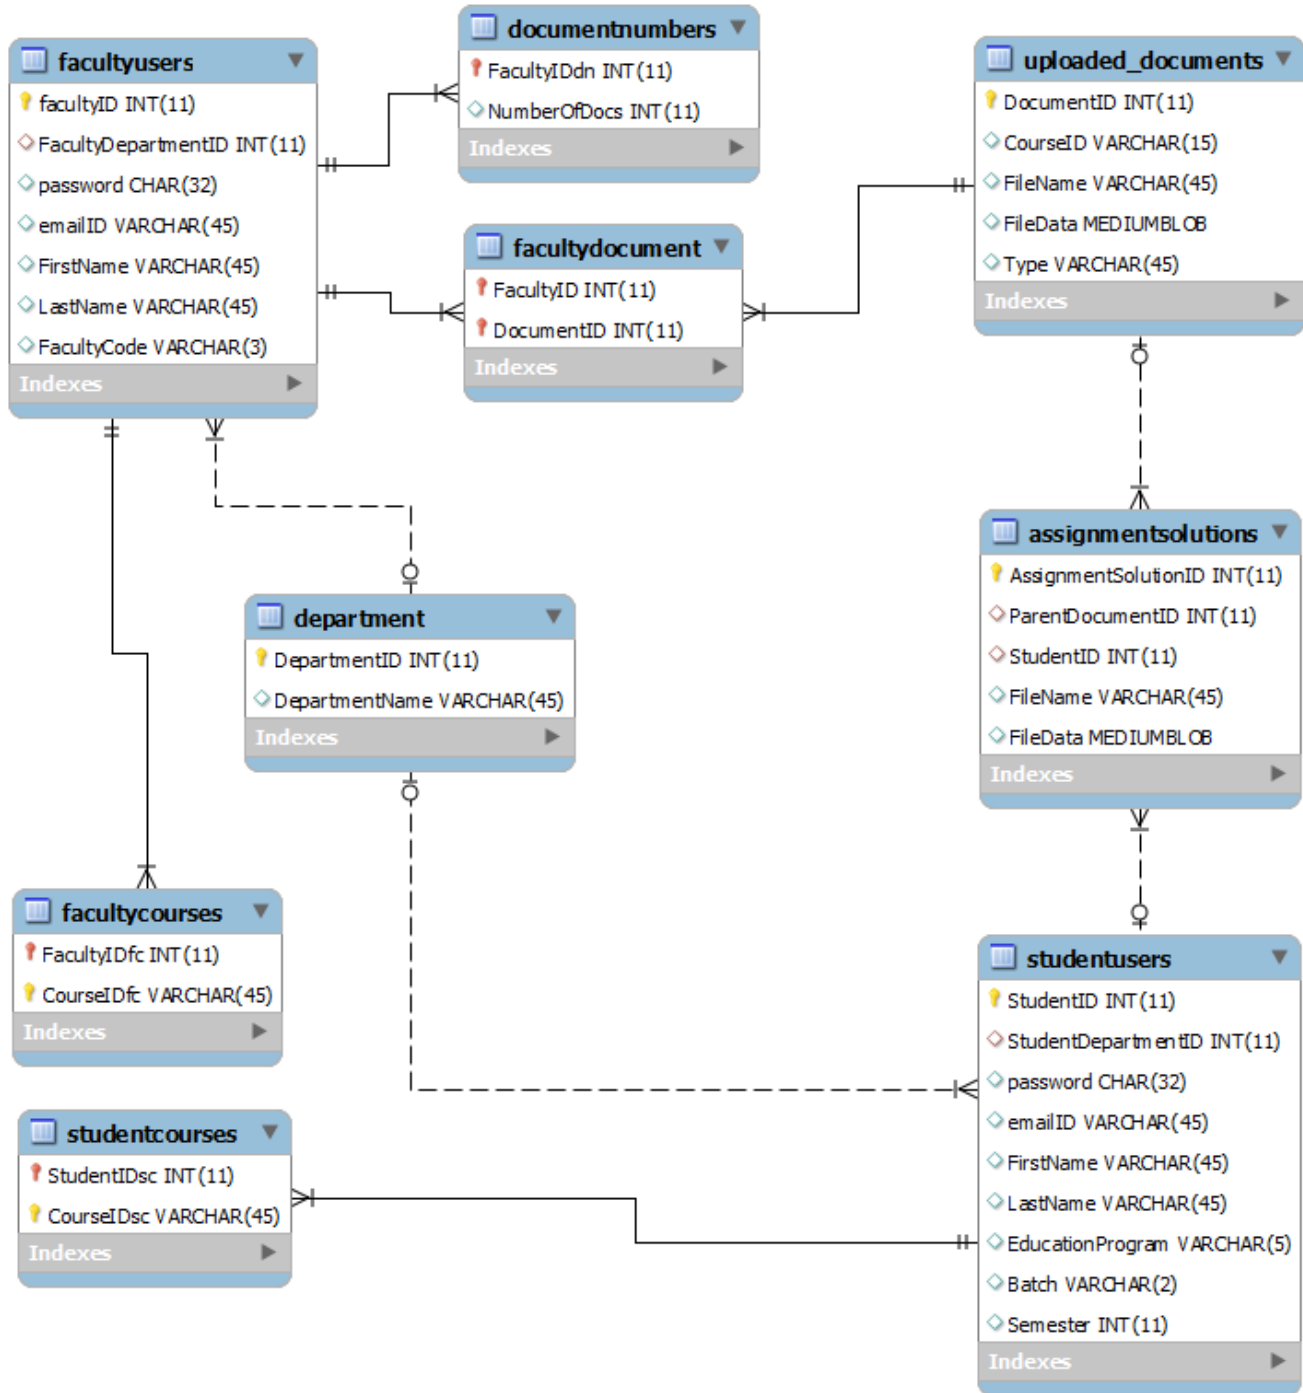 facultyusers
facultyID INT(11)
FacultyDepartmentID INT(11)
password CHAR(32)
emailID VARCHAR(45)
FirstName VARCHAR(45)
LastName VARCHAR(45)
FacultyCode VARCHAR(3)
Indexes
documentnumbers
FacultyIDdn INT(11)
NumberOfDocs INT(11)
Indexes
facultydocument
FacultyID INT(11)
DocumentID INT(11)
Indexes
uploaded_documents
DocumentID INT(11)
CourseID VARCHAR(15)
FileName VARCHAR(45)
FileData MEDIUMBLOB
Type VARCHAR(45)
Indexes
department
DepartmentID INT(11)
DepartmentName VARCHAR(45)
Indexes
assignmentsolutions
AssignmentSolutionID INT(11)
ParentDocumentID INT(11)
StudentID INT(11)
FileName VARCHAR(45)
FileData MEDIUMBLOB
Indexes
facultycourses
FacultyIDfc INT(11)
CourseIDfc VARCHAR(45)
Indexes
studentcourses
StudentIDsc INT(11)
CourseIDsc VARCHAR(45)
Indexes
studentusers
StudentID INT(11)
StudentDepartmentID INT(11)
password CHAR(32)
emailID VARCHAR(45)
FirstName VARCHAR(45)
LastName VARCHAR(45)
EducationProgram VARCHAR(5)
Batch VARCHAR(2)
Semester INT(11)
Indexes